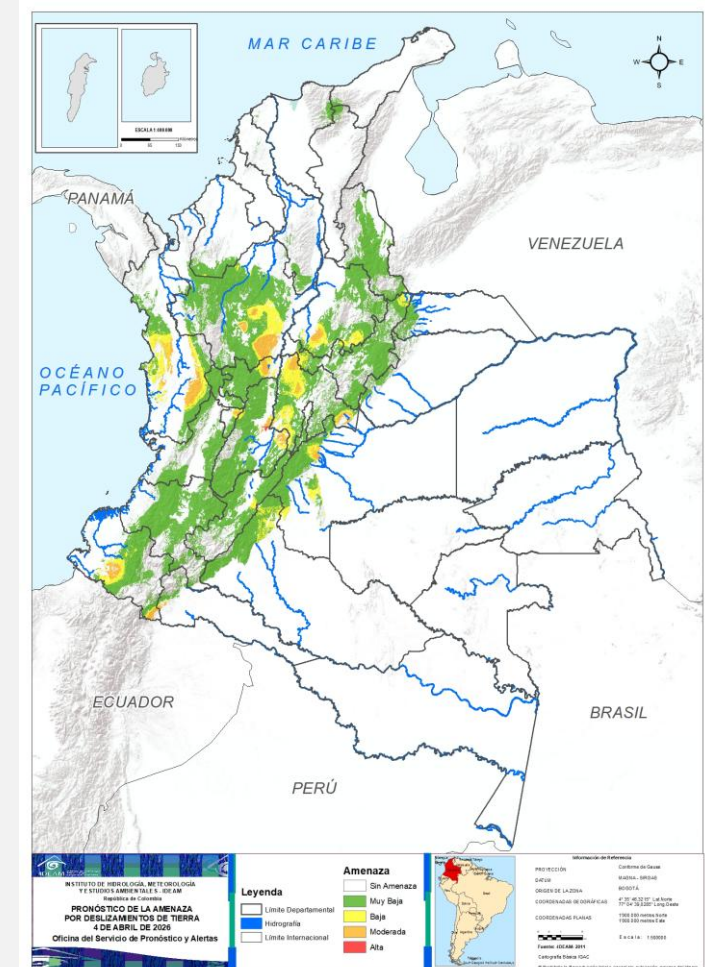 MAR CARIBE
N
W
E
S
PANAMÁ
VENEZUELA
OCÉANO
PACÍFICO
ECUADOR
BRASIL
PERÚ
IDEAM
INSTITUTO DE HIDROLOGÍA, METEOROLOGÍA
Y ESTUDIOS AMBIENTALES - IDEAM
República de Colombia
PRONÓSTICO DE LA AMENAZA
POR DESLIZAMIENTOS DE TIERRA
4 DE ABRIL DE 2026
Oficina del Servicio de Pronóstico y Alertas
Leyenda
Límite Departamental
Hidrografía
Límite Internacional
Amenaza
Sin Amenaza
Muy Baja
Baja
Moderada
Alta
Información de Referencia
PROYECCIÓN
Conforme de Gauss
DATUM
MAGNA - SIRGAS
ORIGEN DE LA ZONA
BOGOTÁ
COORDENADAS GEOGRÁFICAS
COORDENADAS PLANAS
1'000.000 metros Norte
1'000.000 metros Este
Fuente: IDEAM 2011
Cartografía Básica IGAC